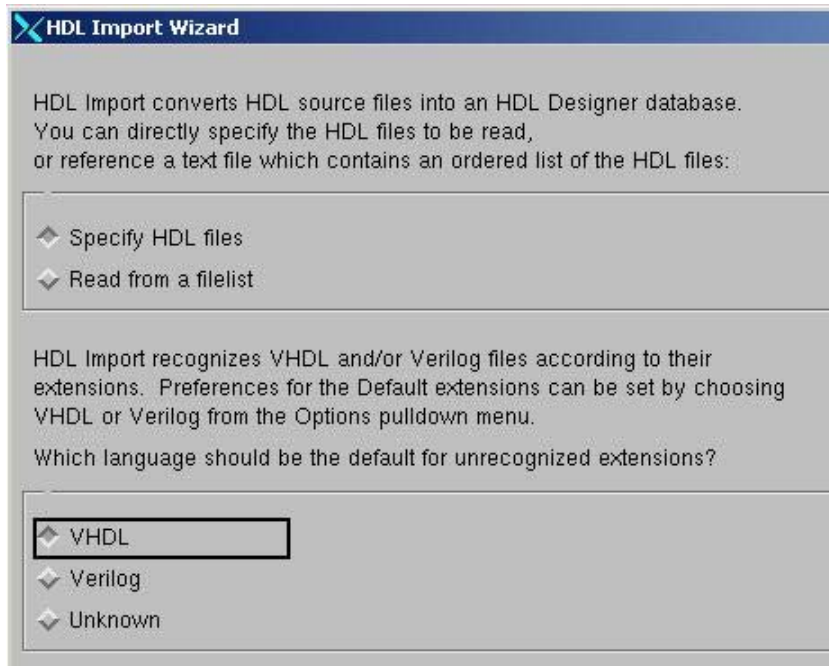 HDL Import Wizard
HDL Import converts HDL source files into an HDL Designer database.
You can directly specify the HDL files to be read,
or reference a text file which contains an ordered list of the HDL files:
Specify HDL files
Read from a filelist
HDL Import recognizes VHDL and/or Verilog files according to their
extensions. Preferences for the Default extensions can be set by choosing
VHDL or Verilog from the Options pulldown menu.
Which language should be the default for unrecognized extensions?
VHDL
Verilog
Unknown